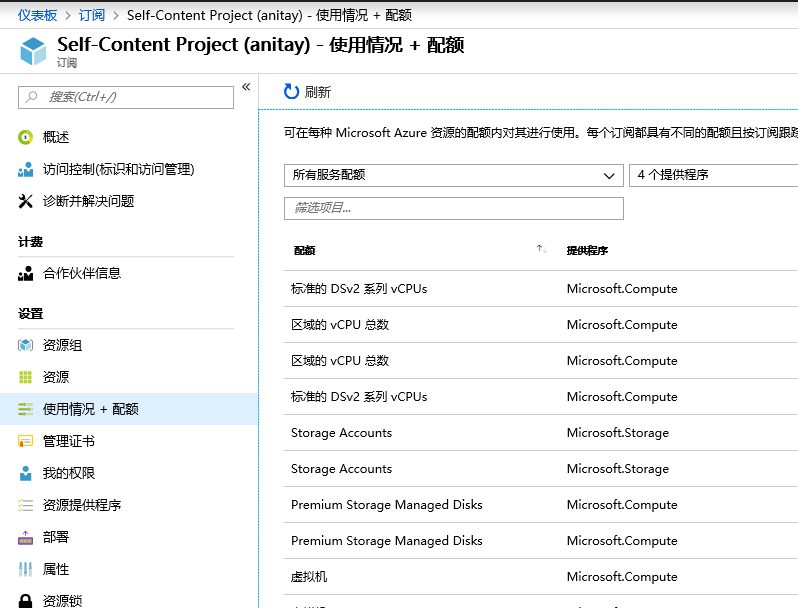 仪表板 > 订阅 > Self-Content Project (anitay) - 使用情况 + 配额
Self-Content Project (anitay) - 使用情况 + 配额
订阅
搜索(Ctrl+/)
«
概述
访问控制(标识和访问管理)
诊断并解决问题
计费
合作伙伴信息
设置
资源组
资源
使用情况 + 配额
管理证书
我的权限
资源提供程序
部署
属性
资源锁
刷新
可在每种 Microsoft Azure 资源的配额内对其进行使用。每个订阅都具有不同的配额且按订阅跟踪
所有服务配额 4 个提供程序
筛选项目...
配额 提供程序
标准的 DSv2 系列 vCPUs Microsoft.Compute
区域的 vCPU 总数 Microsoft.Compute
区域的 vCPU 总数 Microsoft.Compute
标准的 DSv2 系列 vCPUs Microsoft.Compute
Storage Accounts Microsoft.Storage
Storage Accounts Microsoft.Storage
Premium Storage Managed Disks Microsoft.Compute
Premium Storage Managed Disks Microsoft.Compute
虚拟机 Microsoft.Compute